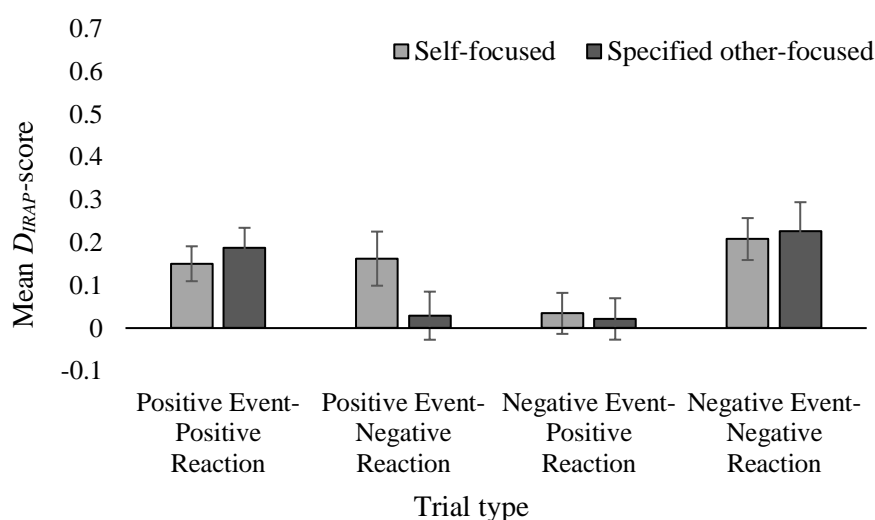 0.7
0.6
0.5
0.4
0.3
0.2
0.1
0
-0.1
Mean D_IRAP-score
Self-focused
Specified other-focused
Positive Event-
Positive
Reaction
Positive Event-
Negative
Reaction
Negative Event-
Positive
Reaction
Negative Event-
Negative
Reaction
Trial type